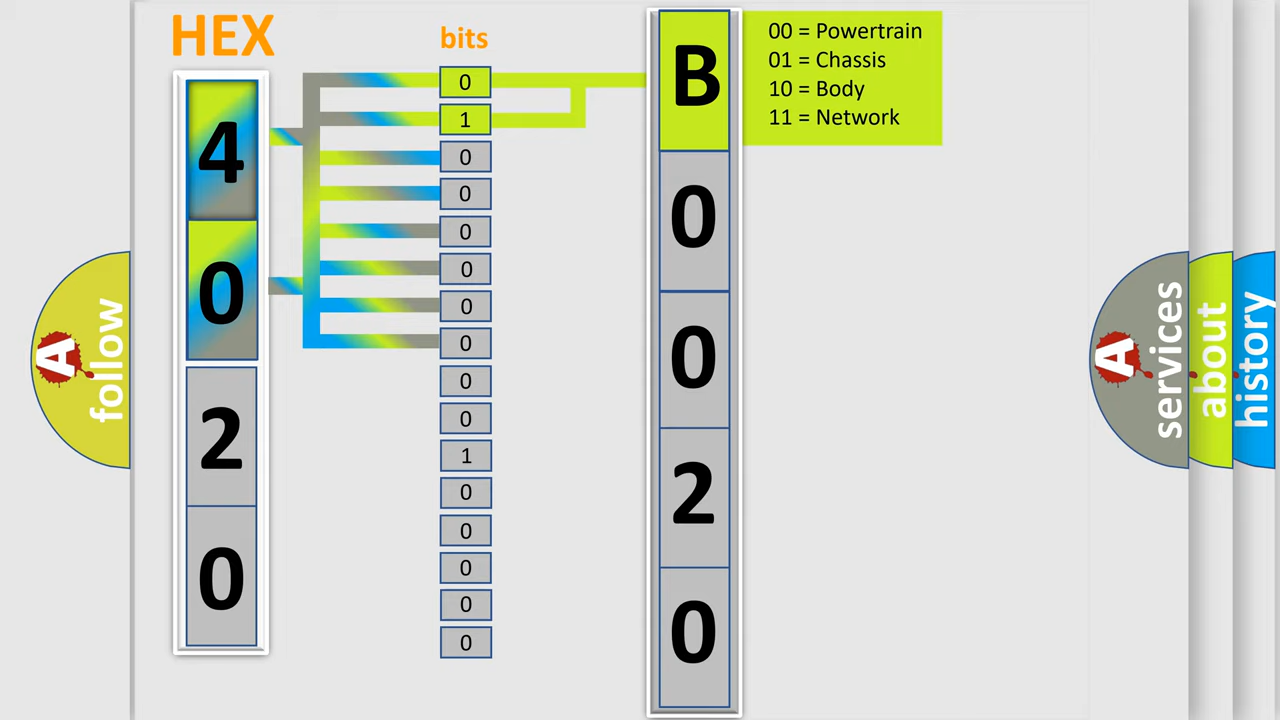 HEX
bits
4
0
2
0
0
1
0
0
0
0
0
0
0
0
1
0
0
0
0
0
B
0
0
2
0
00 = Powertrain
01 = Chassis
10 = Body
11 = Network
A
follow
A
services
about
history